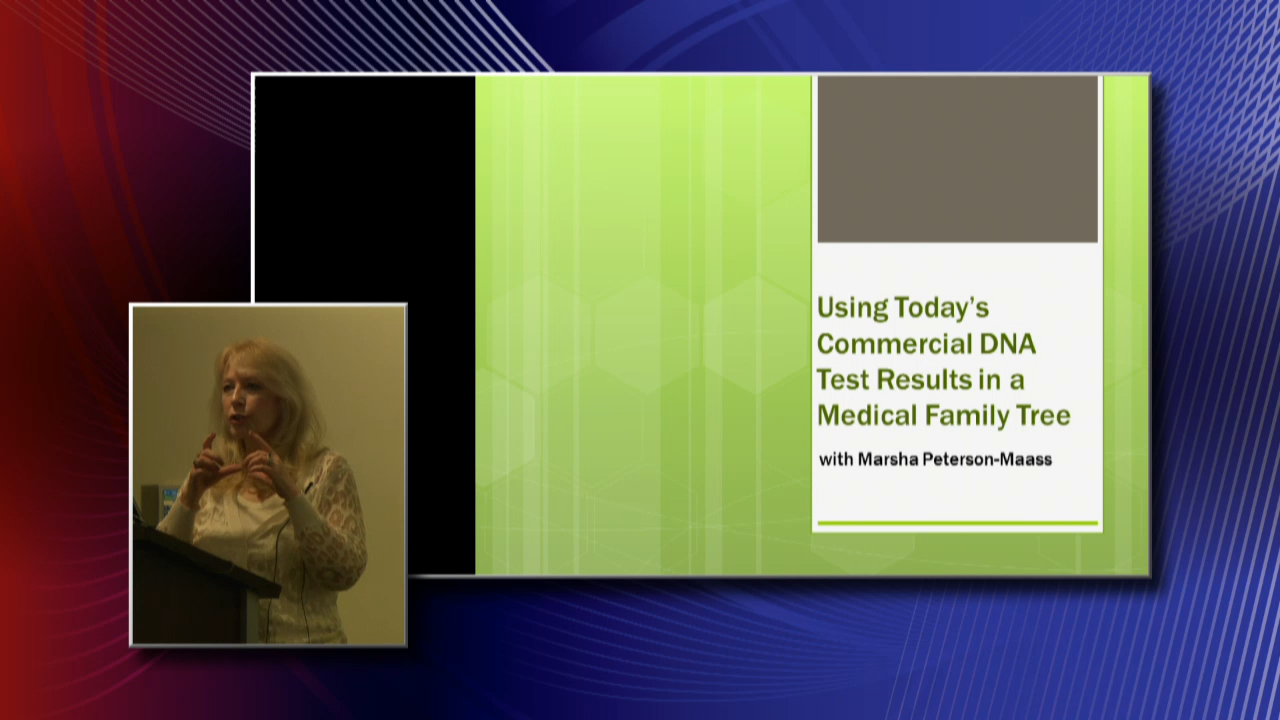 Using Today's
Commercial DNA
Test Results in a
Medical Family Tree
with Marsha Peterson-Maass